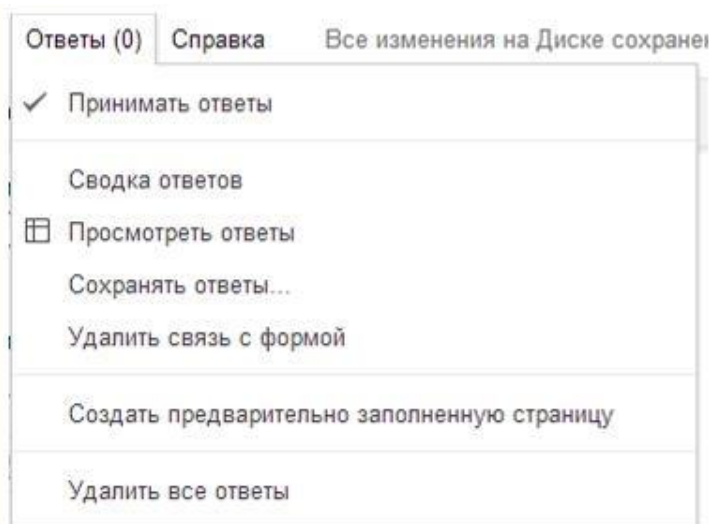 Ответы (0) Справка Все изменения на Диске
Принимать ответы
Сводка ответов
Просмотреть ответы
Сохранять ответы...
Удалить связь с формой
Создать предварительно заполненную страницу
Удалить все ответы